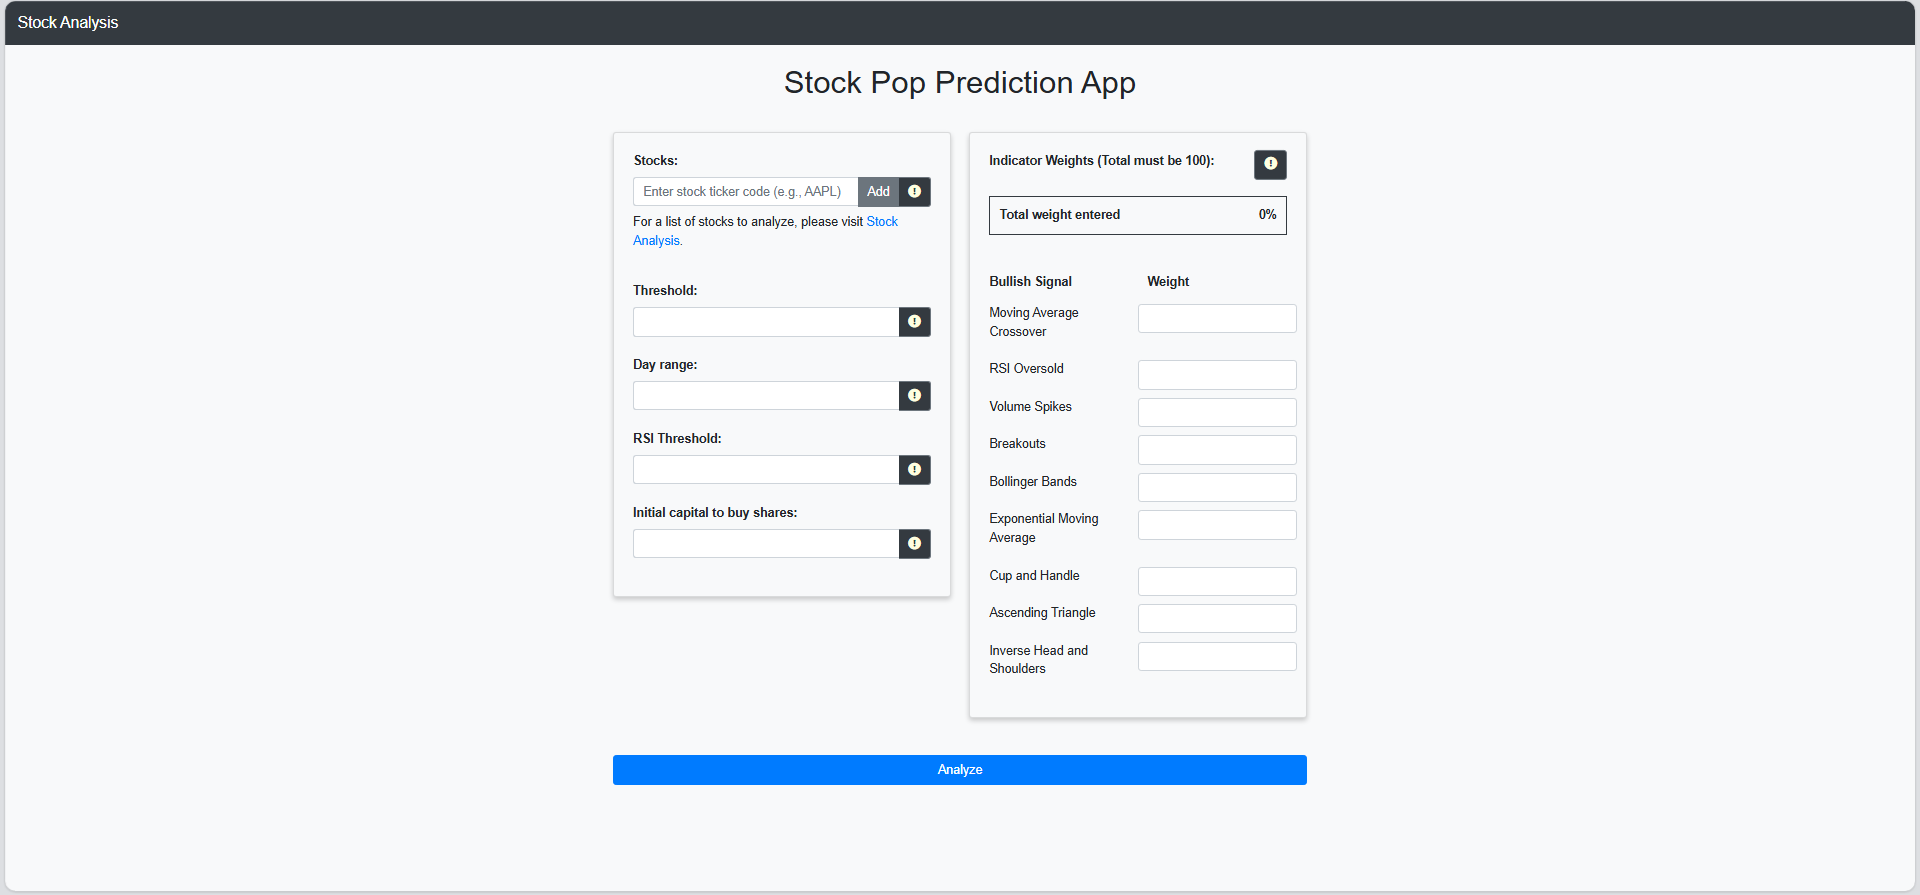 Stock Analysis
Stock Pop Prediction App
Stocks:
Enter stock ticker code (e.g., AAPL)
Add
For a list of stocks to analyze, please visit Stock
Analysis.
Threshold:
Day range:
RSI Threshold:
Initial capital to buy shares:
Indicator Weights (Total must be 100):
Total weight entered 0%
Bullish Signal Weight
Moving Average
Crossover
RSI Oversold
Volume Spikes
Breakouts
Bollinger Bands
Exponential Moving
Average
Cup and Handle
Ascending Triangle
Inverse Head and
Shoulders
Analyze